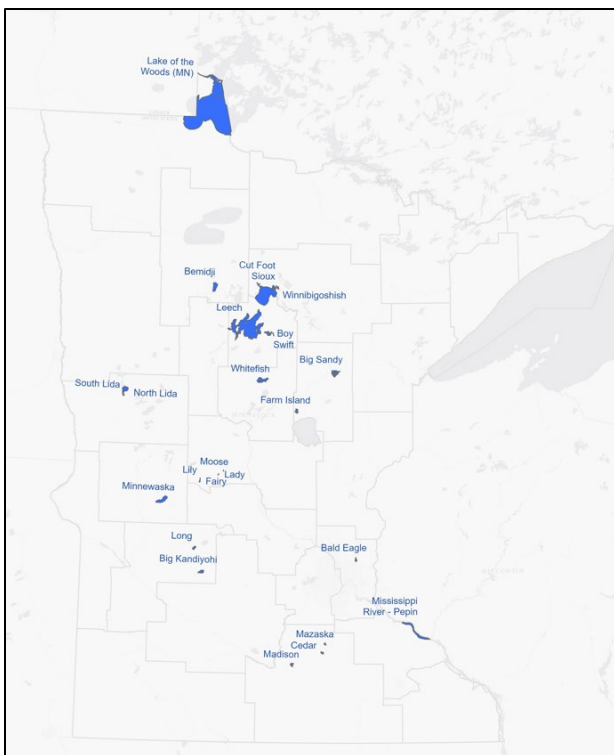 Lake of the
Woods (MN)
Bemidji
Cut Foot
Sioux
Winnibigoshish
Leech
Boy
Swift
Whitefish
Big Sandy
South Lida
North Lida
Farm Island
MINNESOTA
Moose
Lily
Lady
Fairy
Minnewaska
Long
Big Kandiyohi
Bald Eagle
WISCONSIN
Mississippi
River - Pepin
Mazaska
Cedar
Madison